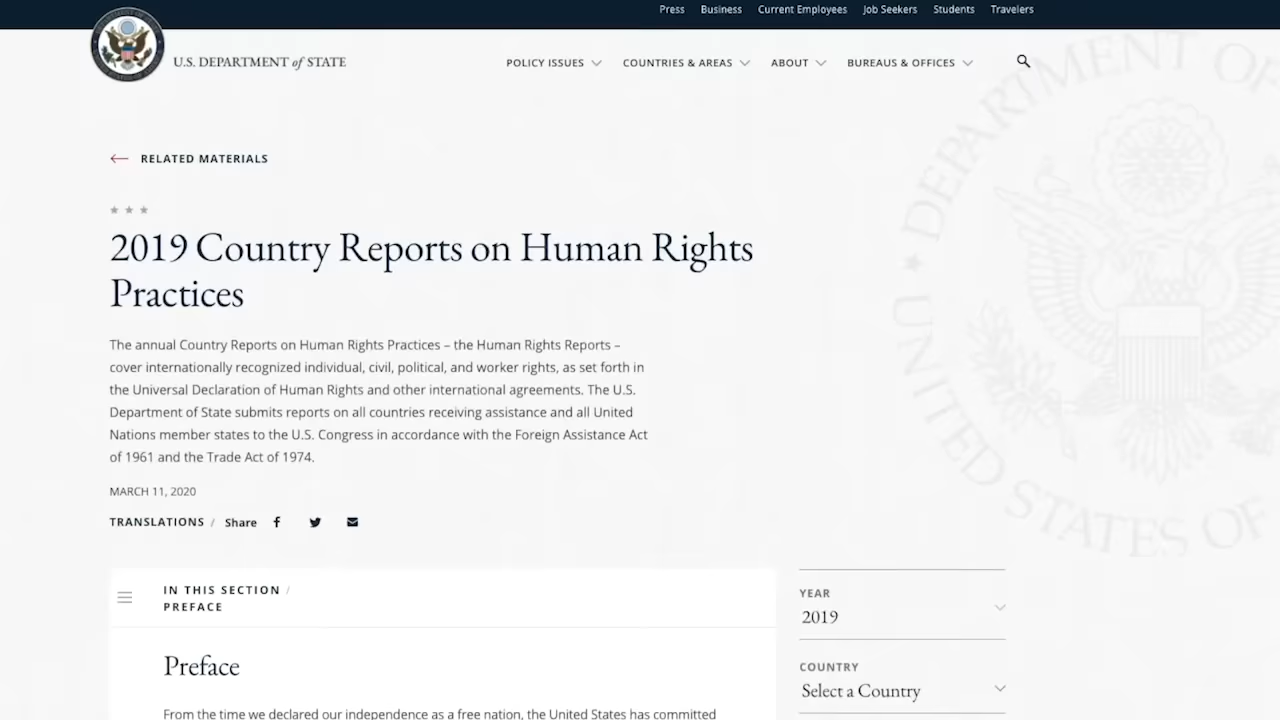 Press Business Current Employees Job Seekers Students Travelers
U.S. DEPARTMENT of STATE
POLICY ISSUES COUNTRIES & AREAS ABOUT BUREAUS & OFFICES
RELATED MATERIALS
2019 Country Reports on Human Rights
Practices
The annual Country Reports on Human Rights Practices – the Human Rights Reports –
cover internationally recognized individual, civil, political, and worker rights, as set forth in
the Universal Declaration of Human Rights and other international agreements. The U.S.
Department of State submits reports on all countries receiving assistance and all United
Nations member states to the U.S. Congress in accordance with the Foreign Assistance Act
of 1961 and the Trade Act of 1974.
MARCH 11, 2020
TRANSLATIONS / Share
IN THIS SECTION /
PREFACE
Preface
From the time we declared our independence as a free nation, the United States has committed
YEAR
2019
COUNTRY
Select a Country
DEPARTMENT OF
UNITED STATES OF